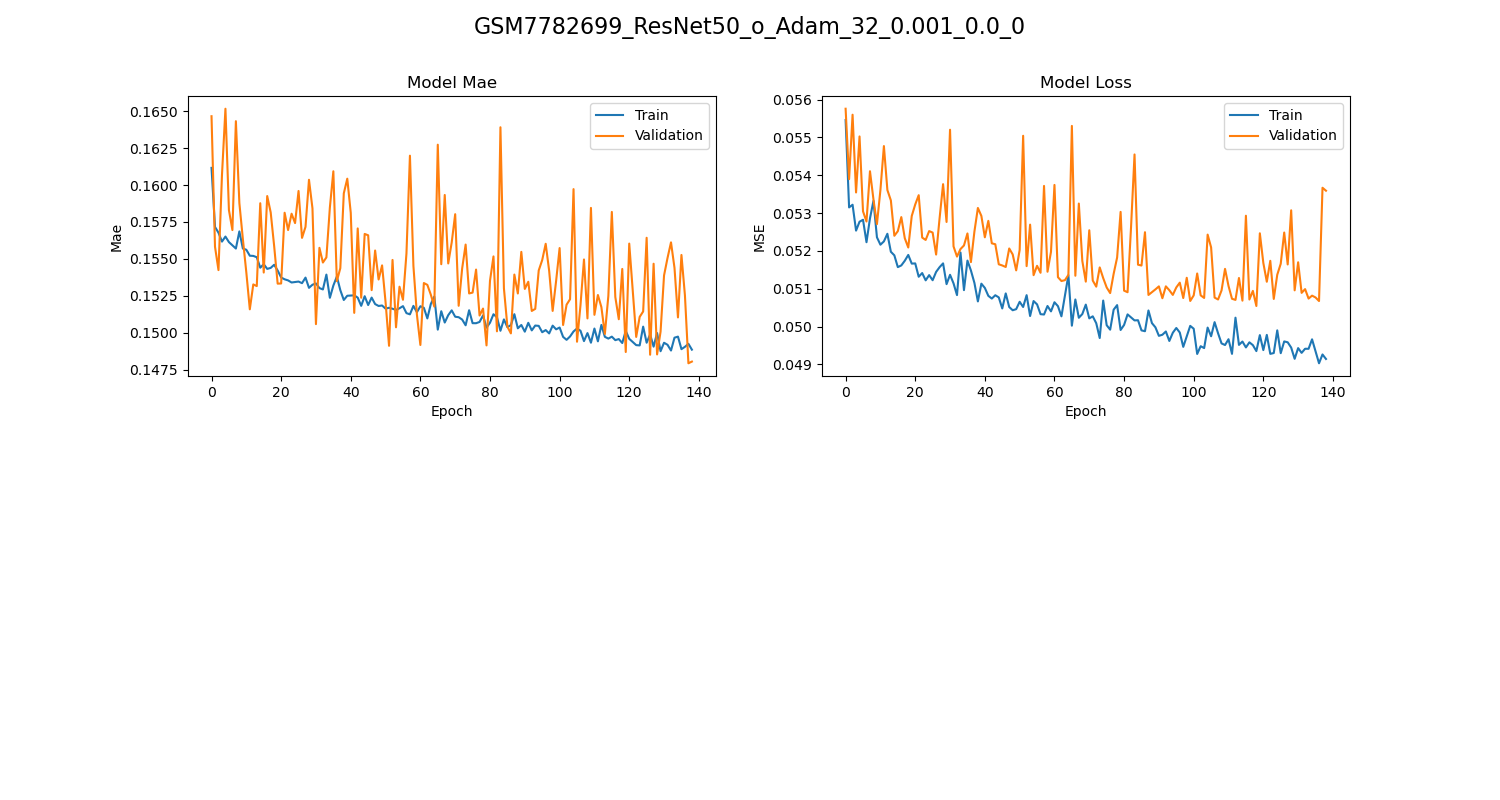 GSM7782699_ResNet50_o_Adam_32_0.001_0.0_0
Model Mae
Train
Validation
0.1650
0.1625
0.1600
0.1575
0.1550
0.1525
0.1500
0.1475
Mae
0 20 40 60 80 100 120 140
Epoch
Model Loss
Train
Validation
0.056
0.055
0.054
0.053
0.052
0.051
0.050
0.049
MSE
0 20 40 60 80 100 120 140
Epoch